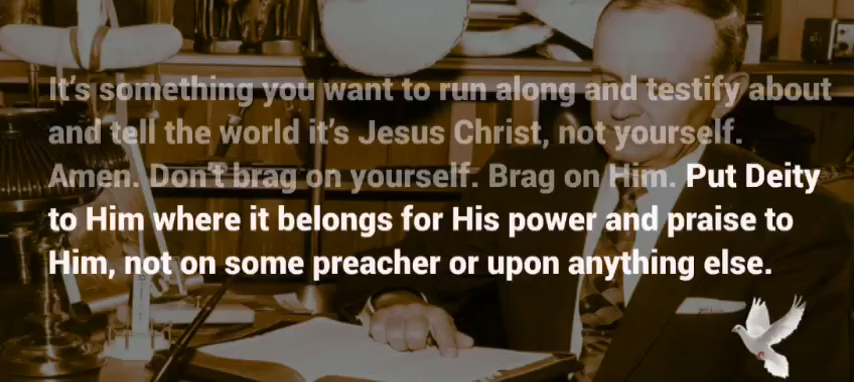 It's something you want to run along and testify about
and tell the world it's Jesus Christ, not yourself.
Amen. Don't brag on yourself. Brag on Him. Put Deity
to Him where it belongs for His power and praise to
Him, not on some preacher or upon anything else.